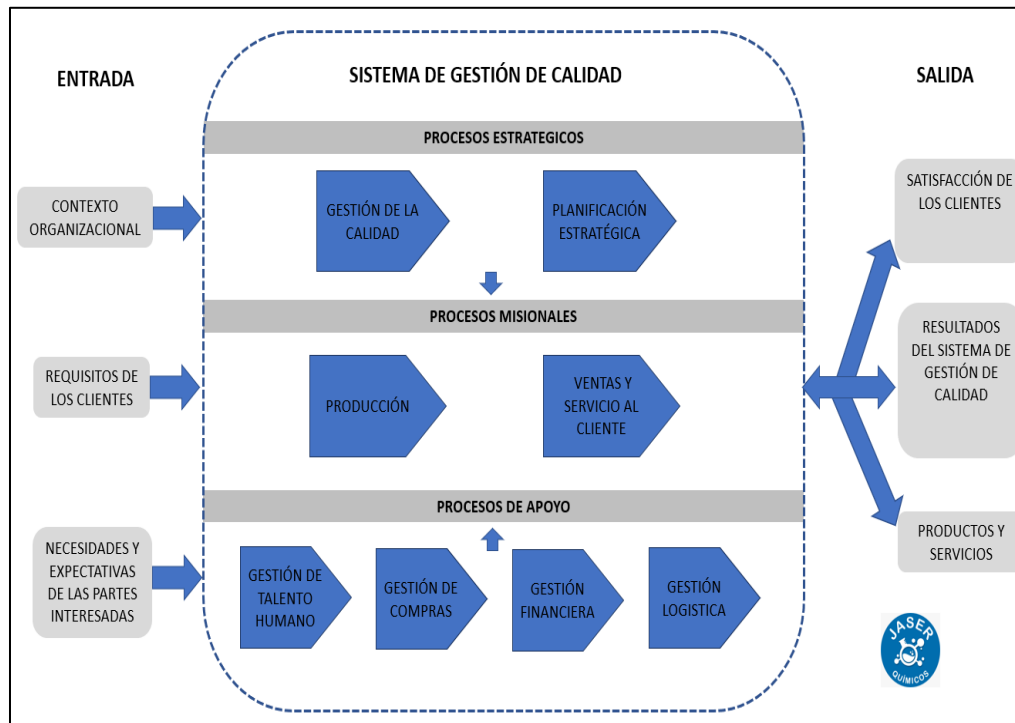 ENTRADA
SISTEMA DE GESTIÓN DE CALIDAD
SALIDA
PROCESOS ESTRATEGICOS
CONTEXTO
ORGANIZACIONAL
GESTIÓN DE LA
CALIDAD
PLANIFICACIÓN
ESTRATÉGICA
SATISFACCIÓN DE
LOS CLIENTES
PROCESOS MISIONALES
REQUISITOS DE
LOS CLIENTES
PRODUCCIÓN
VENTAS Y
SERVICIO AL
CLIENTE
RESULTADOS
DEL SISTEMA DE
GESTIÓN DE
CALIDAD
PROCESOS DE APOYO
NECESIDADES Y
EXPECTATIVAS
DE LAS PARTES
INTERESADAS
GESTIÓN DE
TALENTO
HUMANO
GESTIÓN DE
COMPRAS
GESTIÓN
FINANCIERA
GESTIÓN
LOGISTICA
PRODUCTOS Y
SERVICIOS
JASER
QUÍMICOS